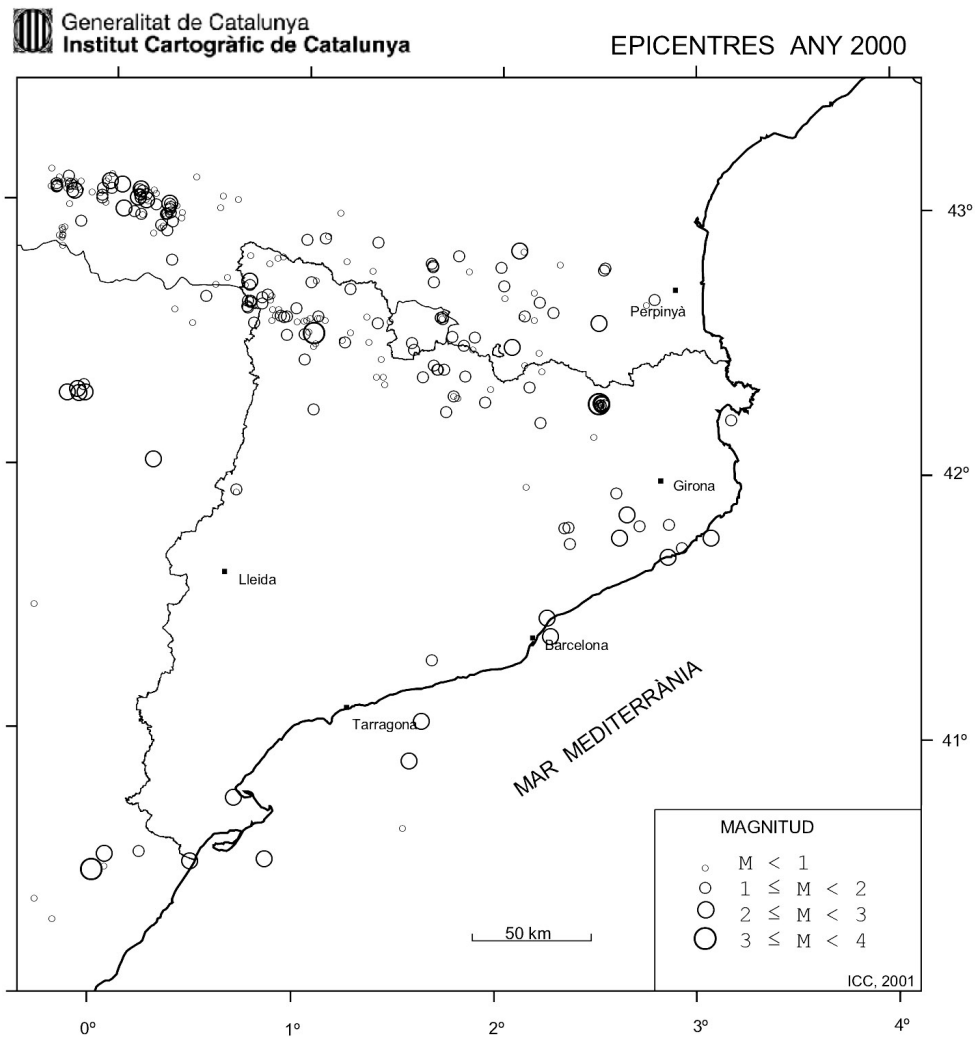 Generalitat de Catalunya
Institut Cartogràfic de Catalunya
EPICENTRES ANY 2000
43º
Perpinyà
42º
Girona
Lleida
Barcelona
Tarragona
MAR MEDITERRÀNIA
41º
MAGNITUD
M < 1
1 ≤ M < 2
50 km
2 ≤ M < 3
3 ≤ M < 4
ICC, 2001
0º 1º 2º 3º 4º